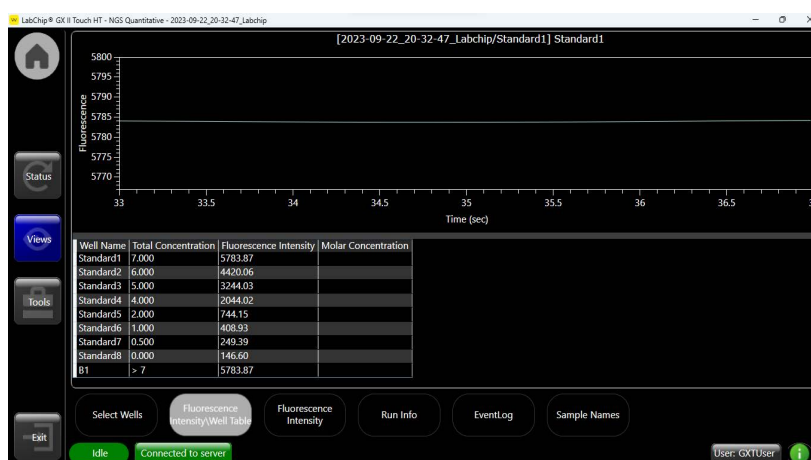 LabChip® GX II Touch HT - NGS Quantitative - 2023-09-22_20-32-47_Labchip
[2023-09-22_20-32-47_Labchip/Standard1] Standard1
5800
5795
5790
5785
5780
5775
5770
Fluorescence
33 33.5 34 34.5 35 35.5 36 36.5
Time (sec)
Status
Views
Tools
Exit
Well Name Total Concentration Fluorescence Intensity Molar Concentration
Standard1 7.000 5783.87
Standard2 6.000 4420.06
Standard3 5.000 3244.03
Standard4 4.000 2044.02
Standard5 2.000 744.15
Standard6 1.000 408.93
Standard7 0.500 249.39
Standard8 0.000 146.60
B1 > 7 5783.87
Select Wells
Fluorescence
Intensity\Well Table
Fluorescence
Intensity
Run Info
EventLog
Sample Names
Idle
Connected to server
User: GXTUser